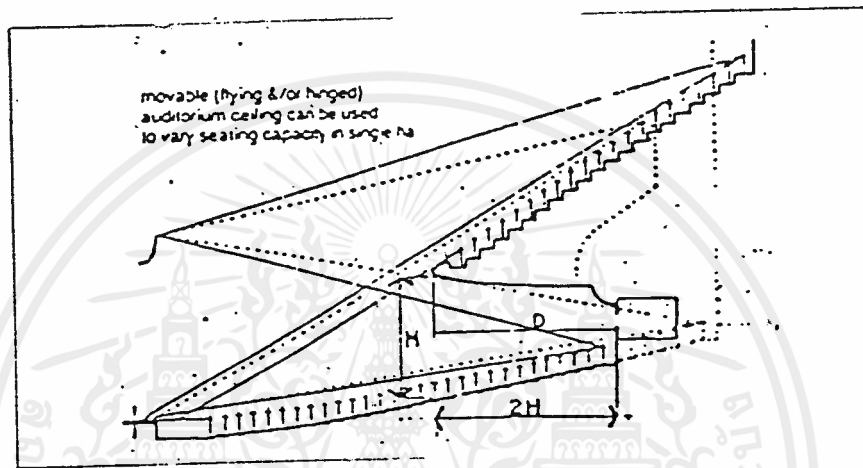 movable (flying &/or hinged)
auditorium ceiling can be used
to vary seating capacity in single ha
D
H
2H